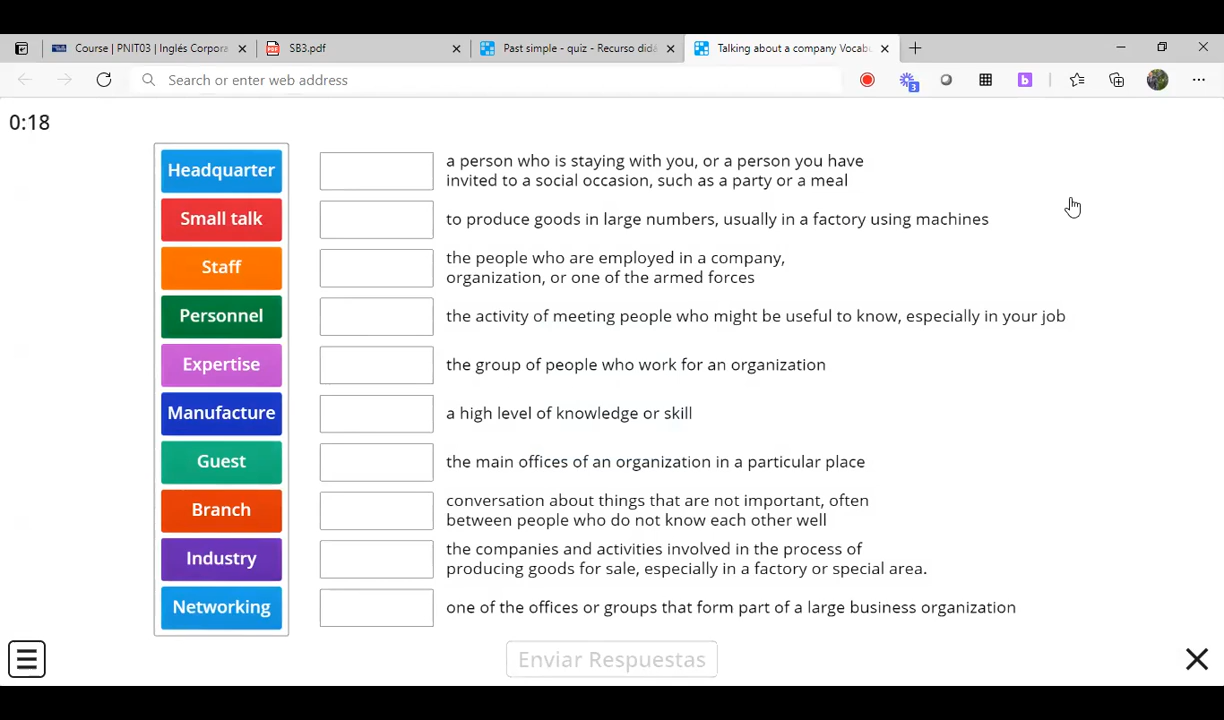 Course | PNIT03 | Inglés Corpora
SB3.pdf
Past simple - quiz - Recurso dida
Talking about a company Vocabu
Search or enter web address
3
b
0:18
Headquarter
Small talk
Staff
Personnel
Expertise
Manufacture
Guest
Branch
Industry
Networking
a person who is staying with you, or a person you have
invited to a social occasion, such as a party or a meal
to produce goods in large numbers, usually in a factory using machines
the people who are employed in a company,
organization, or one of the armed forces
the activity of meeting people who might be useful to know, especially in your job
the group of people who work for an organization
a high level of knowledge or skill
the main offices of an organization in a particular place
conversation about things that are not important, often
between people who do not know each other well
the companies and activities involved in the process of
producing goods for sale, especially in a factory or special area.
one of the offices or groups that form part of a large business organization
Enviar Respuestas